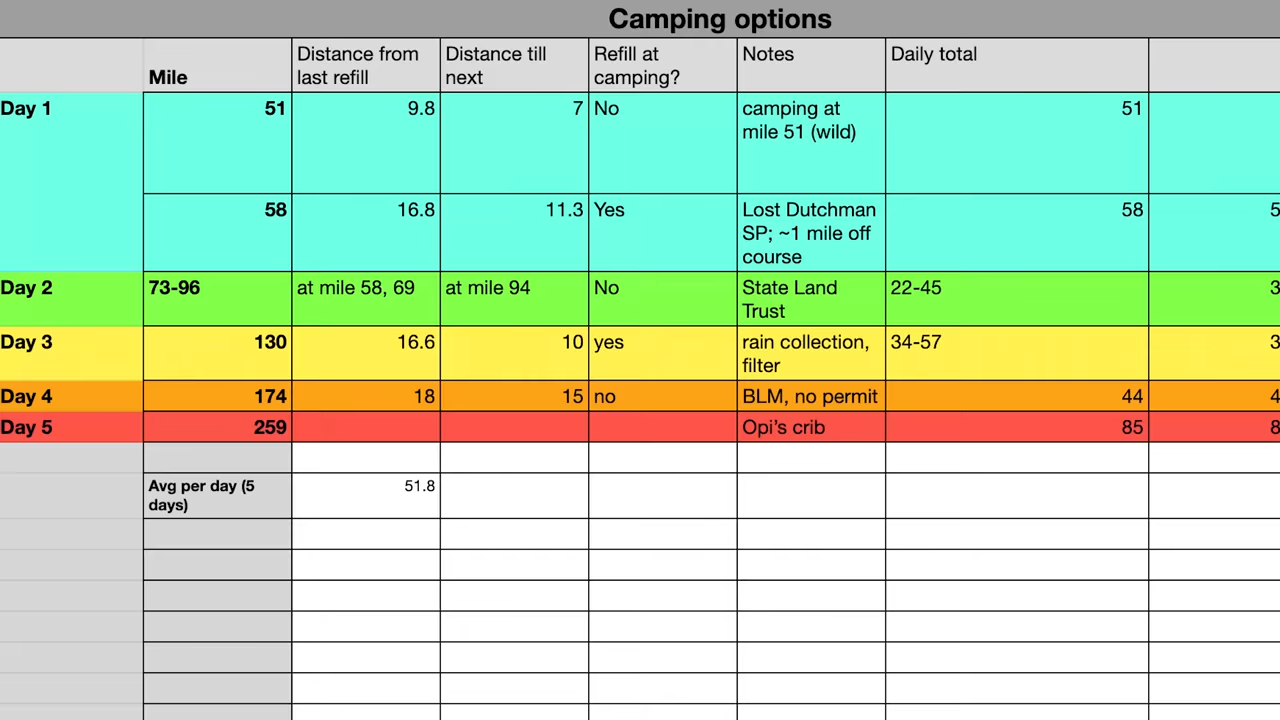 Camping options
Mile
Distance from
last refill
Distance till
next
Refill at
camping?
Notes
Daily total
Day 1
51
9.8
7
No
camping at
mile 51 (wild)
51
58
16.8
11.3
Yes
Lost Dutchman
SP; ~1 mile off
course
58
5
Day 2
73-96
at mile 58, 69
at mile 94
No
State Land
Trust
22-45
3
Day 3
130
16.6
10
yes
rain collection,
filter
34-57
3
Day 4
174
18
15
no
BLM, no permit
44
4
Day 5
259
Opi’s crib
85
8
Avg per day (5
days)
51.8